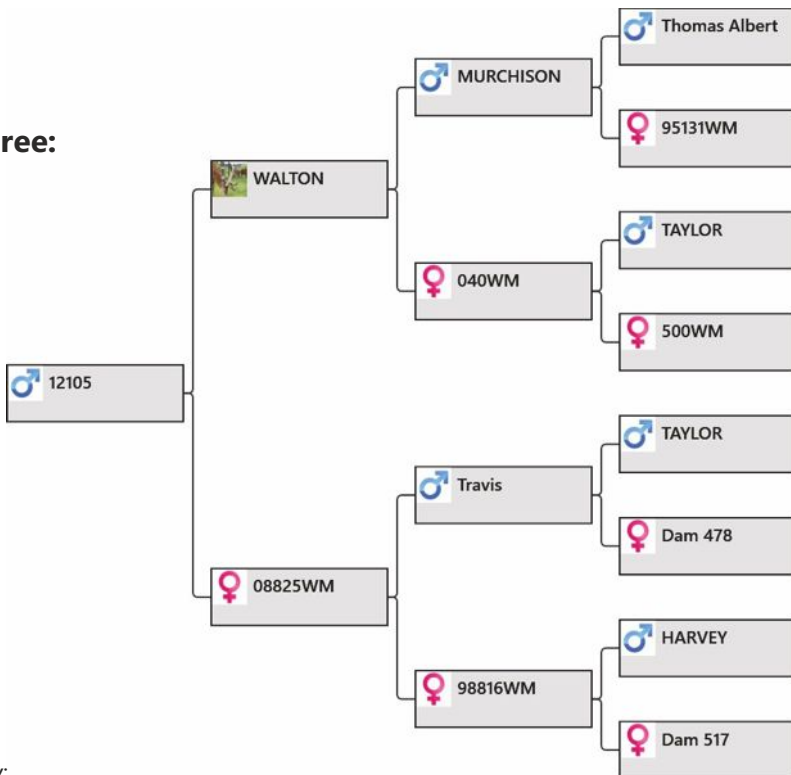 ree:
Thomas Albert
MURCHISON
95131WM
WALTON
TAYLOR
040WM
500WM
12105
TAYLOR
Travis
Dam 478
08825WM
HARVEY
98816WM
Dam 517